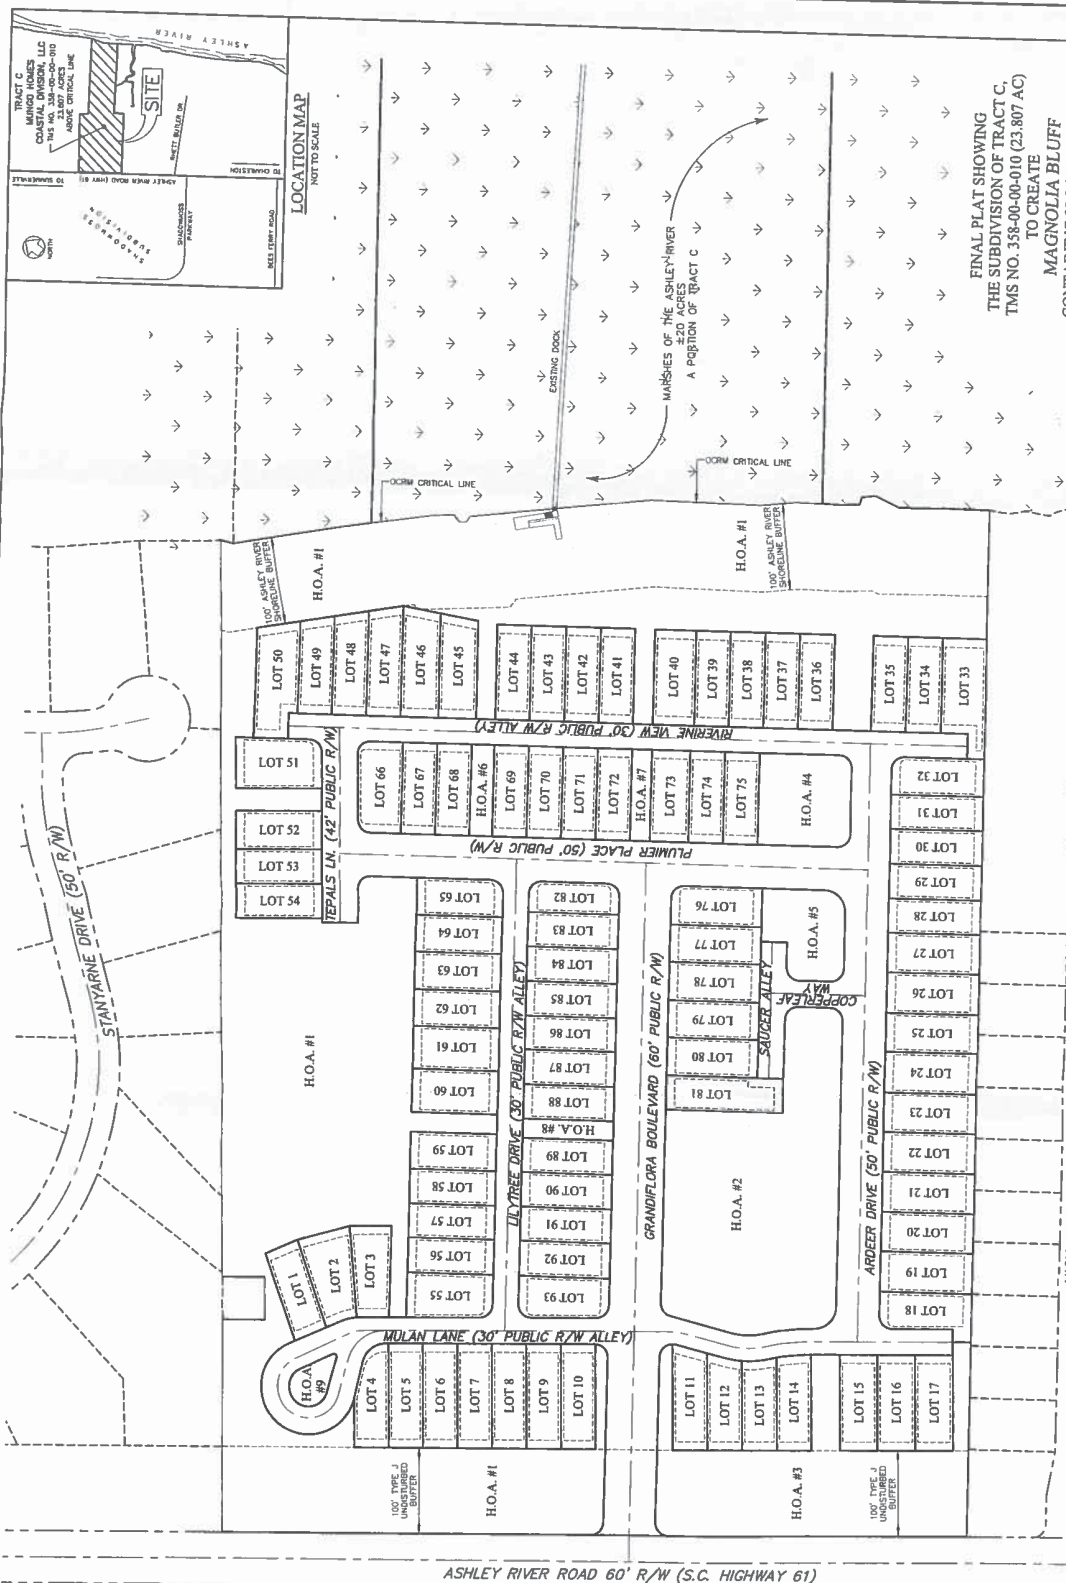 TRACT C
MUNGO HOMES
COASTAL DIVISION, LLC
TMS NO. 358-00-00-010
23.807 ACRES
ABOVE CRITICAL LINE
ASHLEY RIVER
SITE
RHETT BUTLER DR
TO SUMMERVILLE
ASHLEY RIVER ROAD (HWY 61)
TO CHARLESTON
SHADOWMOSS
SUBDIVISION
SHADOWMOSS
PARKWAY
BEES FERRY ROAD
NORTH
LOCATION MAP
NOT TO SCALE
FINAL PLAT SHOWING
THE SUBDIVISION OF TRACT C,
TMS NO. 358-00-00-010 (23.807 AC)
TO CREATE
MAGNOLIA BLUFF
MARSHES OF THE ASHLEY RIVER
±20 ACRES
A PORTION OF TRACT C
EXISTING DOCK
OCRM CRITICAL LINE
OCRM CRITICAL LINE
100' ASHLEY RIVER
SHORELINE BUFFER
H.O.A. #1
H.O.A. #1
100' ASHLEY RIVER
SHORELINE BUFFER
LOT 50
LOT 49
LOT 48
LOT 47
LOT 46
LOT 45
LOT 44
LOT 43
LOT 42
LOT 41
LOT 40
LOT 39
LOT 38
LOT 37
LOT 36
LOT 35
LOT 34
LOT 33
RIVERINE VIEW (30' PUBLIC R/W ALLEY)
LOT 51
LOT 52
LOT 53
LOT 54
TEPALS LN. (42' PUBLIC R/W)
LOT 66
LOT 67
LOT 68
H.O.A. #6
LOT 69
LOT 70
LOT 71
LOT 72
H.O.A. #7
LOT 73
LOT 74
LOT 75
H.O.A. #4
PLUMIER PLACE (50' PUBLIC R/W)
STANYARNE DRIVE (50' R/W)
H.O.A. #1
LOT 65
LOT 64
LOT 63
LOT 62
LOT 61
LOT 60
LOT 59
LOT 58
LOT 57
LOT 56
LOT 55
LILYTREE DRIVE (30' PUBLIC R/W ALLEY)
LOT 82
LOT 83
LOT 84
LOT 85
LOT 86
LOT 87
LOT 88
H.O.A. #8
LOT 89
LOT 90
LOT 91
LOT 92
LOT 93
GRANDIFLORA BOULEVARD (60' PUBLIC R/W)
LOT 76
LOT 77
LOT 78
LOT 79
LOT 80
LOT 81
SAUCER ALLEY
H.O.A. #5
COPPERLEAF
WAY
H.O.A. #2
ARDEER DRIVE (50' PUBLIC R/W)
LOT 32
LOT 31
LOT 30
LOT 29
LOT 28
LOT 27
LOT 26
LOT 25
LOT 24
LOT 23
LOT 22
LOT 21
LOT 20
LOT 19
LOT 18
LOT 1
LOT 2
LOT 3
MULAN LANE (30' PUBLIC R/W ALLEY)
H.O.A
#9
LOT 4
LOT 5
LOT 6
LOT 7
LOT 8
LOT 9
LOT 10
LOT 11
LOT 12
LOT 13
LOT 14
LOT 15
LOT 16
LOT 17
100' TYPE J
UNDISTURBED
BUFFER
H.O.A. #1
H.O.A. #3
100' TYPE J
UNDISTURBED
BUFFER
ASHLEY RIVER ROAD 60' R/W (S.C. HIGHWAY 61)